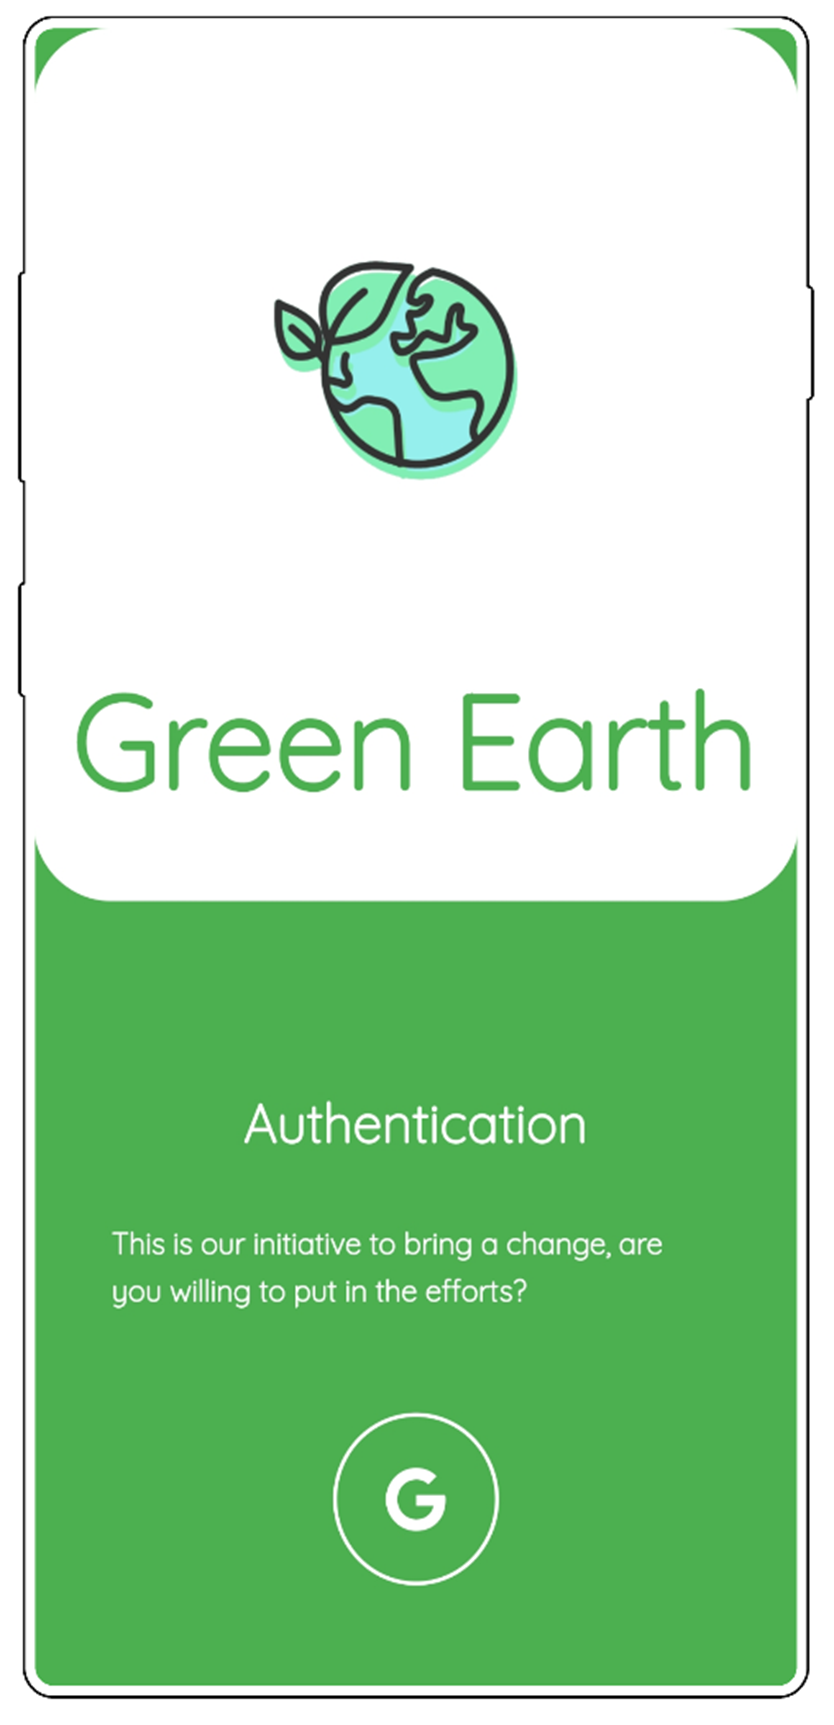 Green Earth
Authentication
This is our initiative to bring a change, are
you willing to put in the efforts?
G